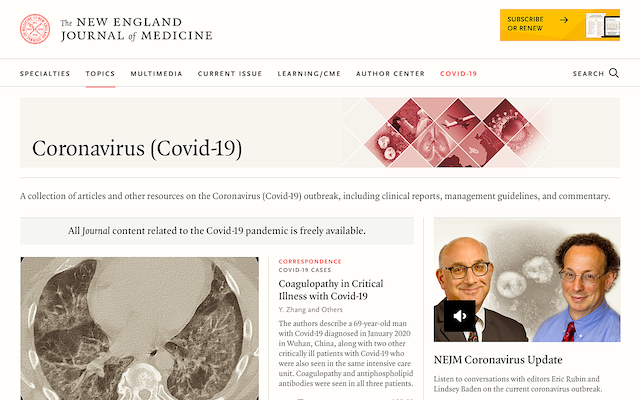 The NEW ENGLAND
JOURNAL of MEDICINE
SUBSCRIBE
OR RENEW
SPECIALTIES TOPICS MULTIMEDIA CURRENT ISSUE LEARNING/CME AUTHOR CENTER COVID-19 SEARCH
Coronavirus (Covid-19)
A collection of articles and other resources on the Coronavirus (Covid-19) outbreak, including clinical reports, management guidelines, and commentary.
All Journal content related to the Covid-19 pandemic is freely available.
CORRESPONDENCE
COVID-19 CASES
Coagulopathy in Critical
Illness with Covid-19
Y. Zhang and Others
The authors describe a 69-year-old man
with Covid-19 diagnosed in January 2020
in Wuhan, China, along with two other
critically ill patients with Covid-19 who
were also seen in the same intensive care
unit. Coagulopathy and antiphospholipid
antibodies were seen in all three patients.
NEJM Coronavirus Update
Listen to conversations with editors Eric Rubin and
Lindsey Baden on the current coronavirus outbreak.